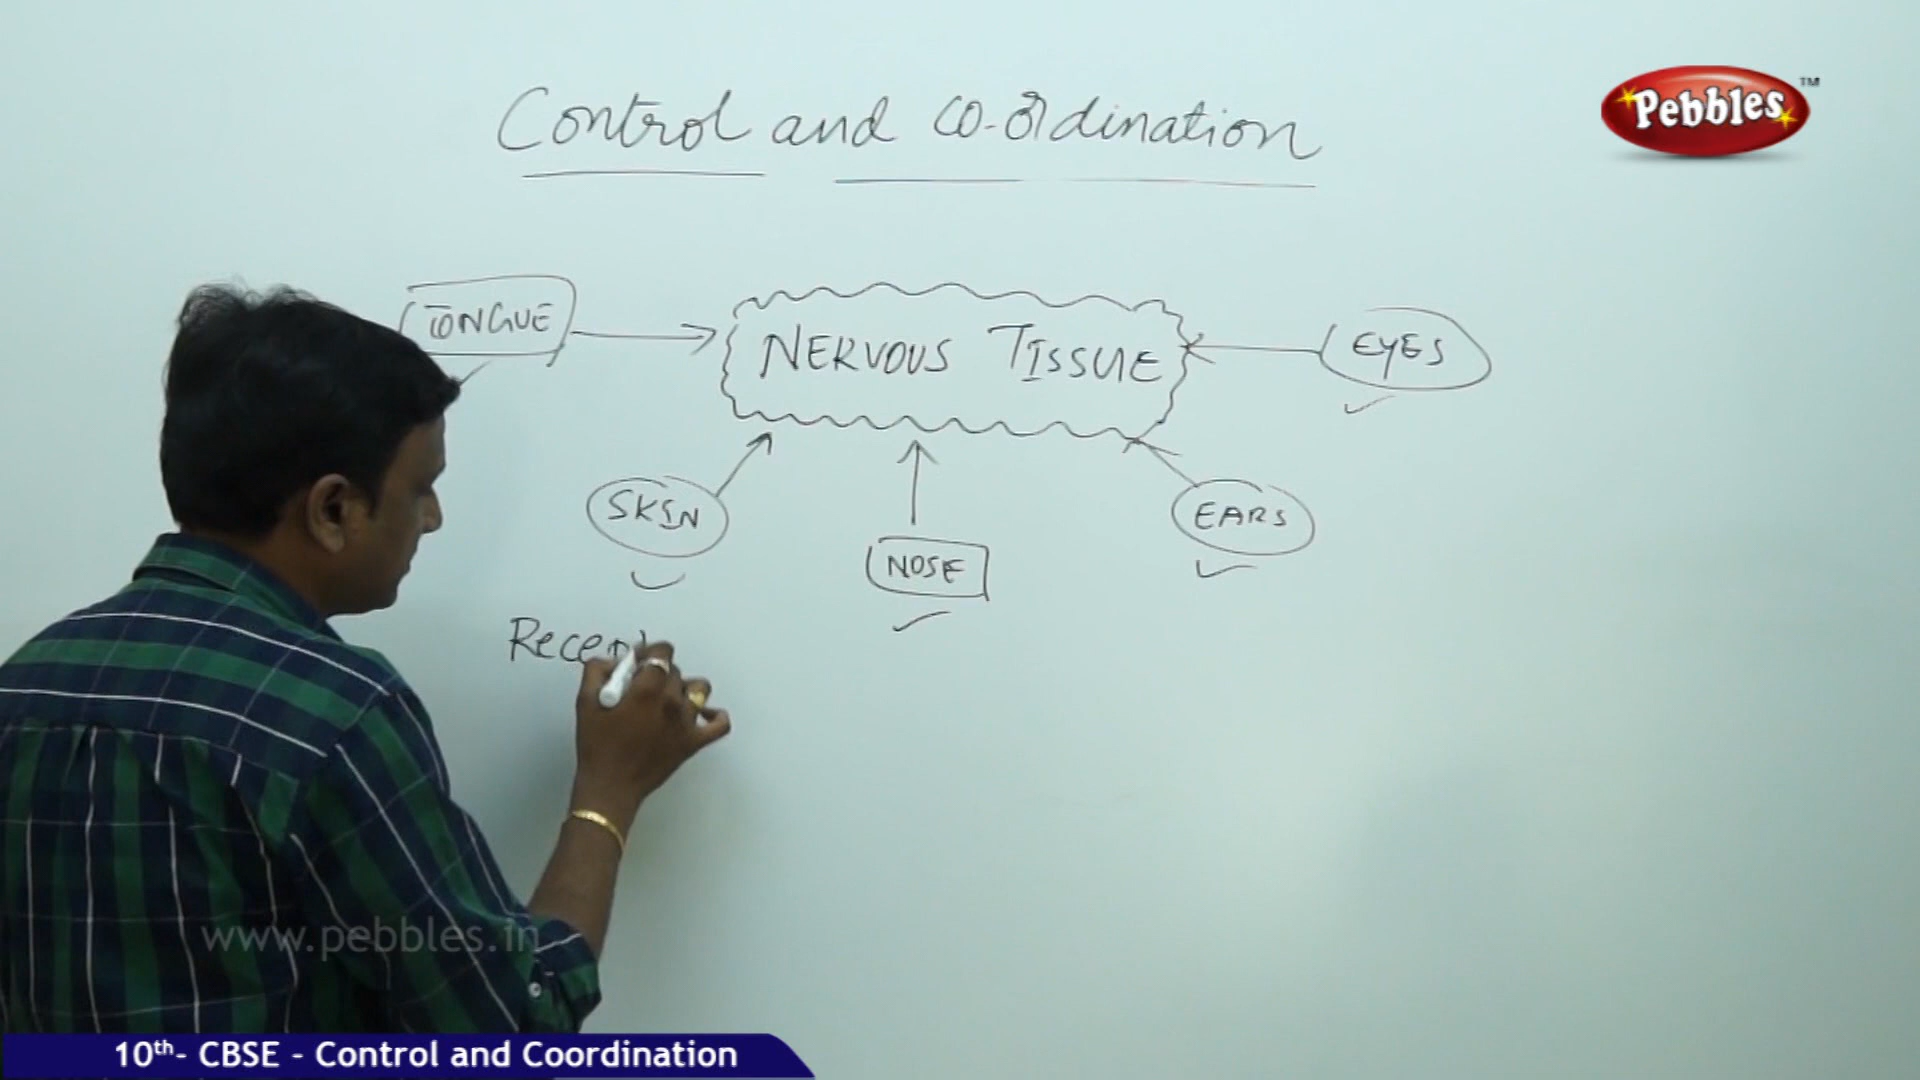 Control and co-ordination
Pebbles TM
TONGUE
NERVOUS TISSUE
EYES
SKIN
NOSE
EARS
www.pebbles.in
10th- CBSE - Control and Coordination